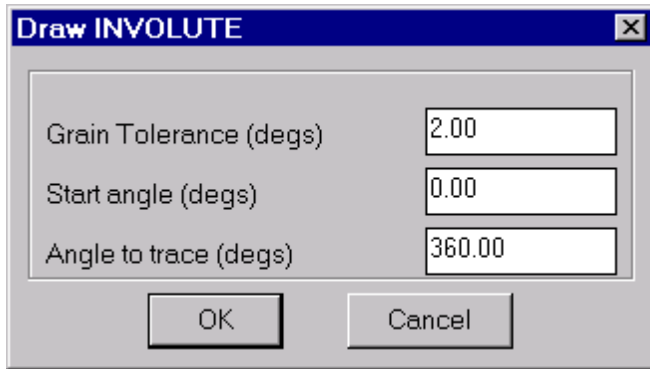 Draw INVOLUTE
Grain Tolerance (degs) 2.00
Start angle (degs) 0.00
Angle to trace (degs) 360.00
OK Cancel